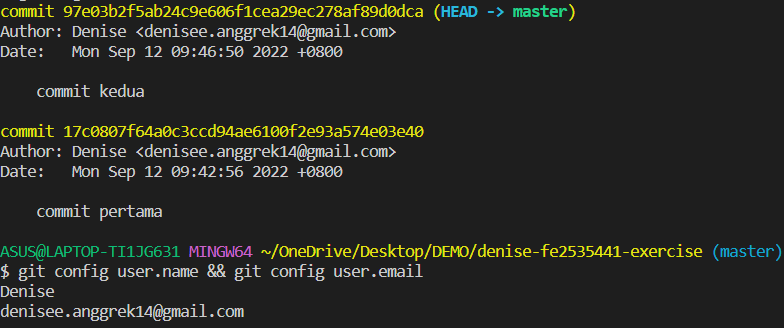 commit 97e03b2f5ab24c9e606f1cea29ec278af89d0dca (HEAD -> master)
Author: Denise <denisee.anggrek14@gmail.com>
Date:   Mon Sep 12 09:46:50 2022 +0800
    commit kedua
commit 17c0807f64a0c3ccd94ae6100f2e93a574e03e40
Author: Denise <denisee.anggrek14@gmail.com>
Date:   Mon Sep 12 09:42:56 2022 +0800
    commit pertama
ASUS@LAPTOP-TI1JG631 MINGW64 ~/OneDrive/Desktop/DEMO/denise-fe2535441-exercise (master)
$ git config user.name && git config user.email
Denise
denisee.anggrek14@gmail.com